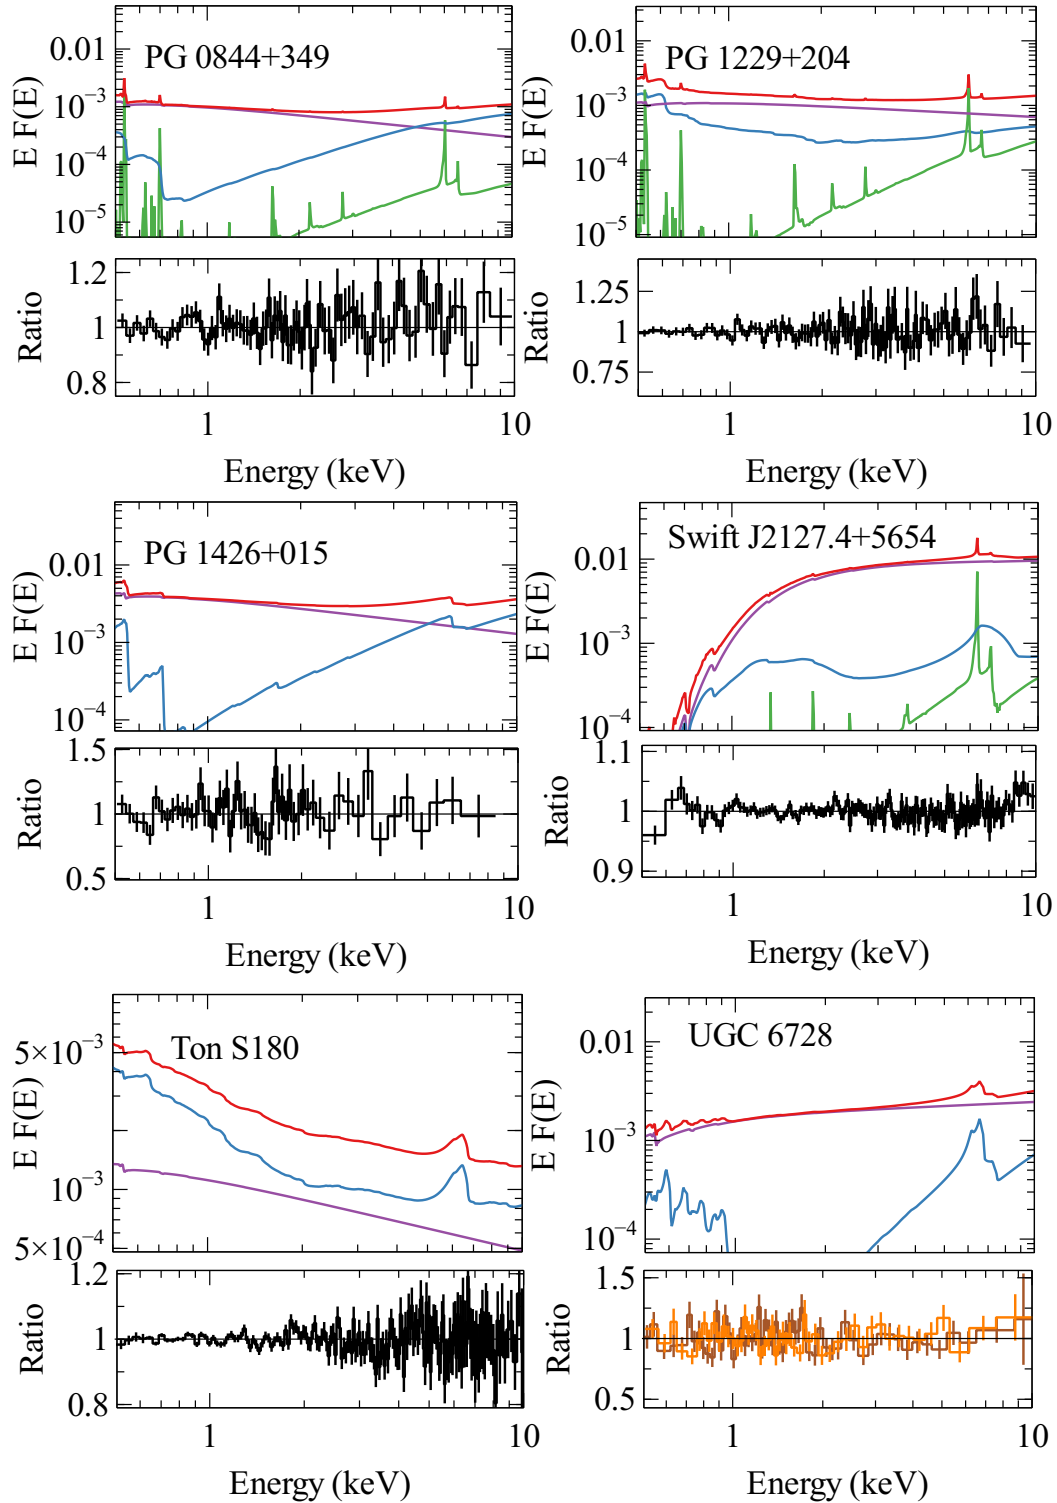 PG 0844+349
E F(E)
0.01
10⁻³
10⁻⁴
10⁻⁵
Ratio
1.2
1
0.8
1
10
Energy (keV)
PG 1229+204
E F(E)
0.01
10⁻³
10⁻⁴
10⁻⁵
Ratio
1.25
1
0.75
1
10
Energy (keV)
PG 1426+015
E F(E)
0.01
10⁻³
10⁻⁴
Ratio
1.5
1
0.5
1
10
Energy (keV)
Swift J2127.4+5654
E F(E)
0.01
10⁻³
10⁻⁴
Ratio
1.1
1
0.9
1
10
Energy (keV)
Ton S180
E F(E)
5×10⁻³
10⁻³
5×10⁻⁴
Ratio
1.2
1
0.8
1
10
Energy (keV)
UGC 6728
E F(E)
0.01
10⁻³
10⁻⁴
Ratio
1.5
1
0.5
1
10
Energy (keV)